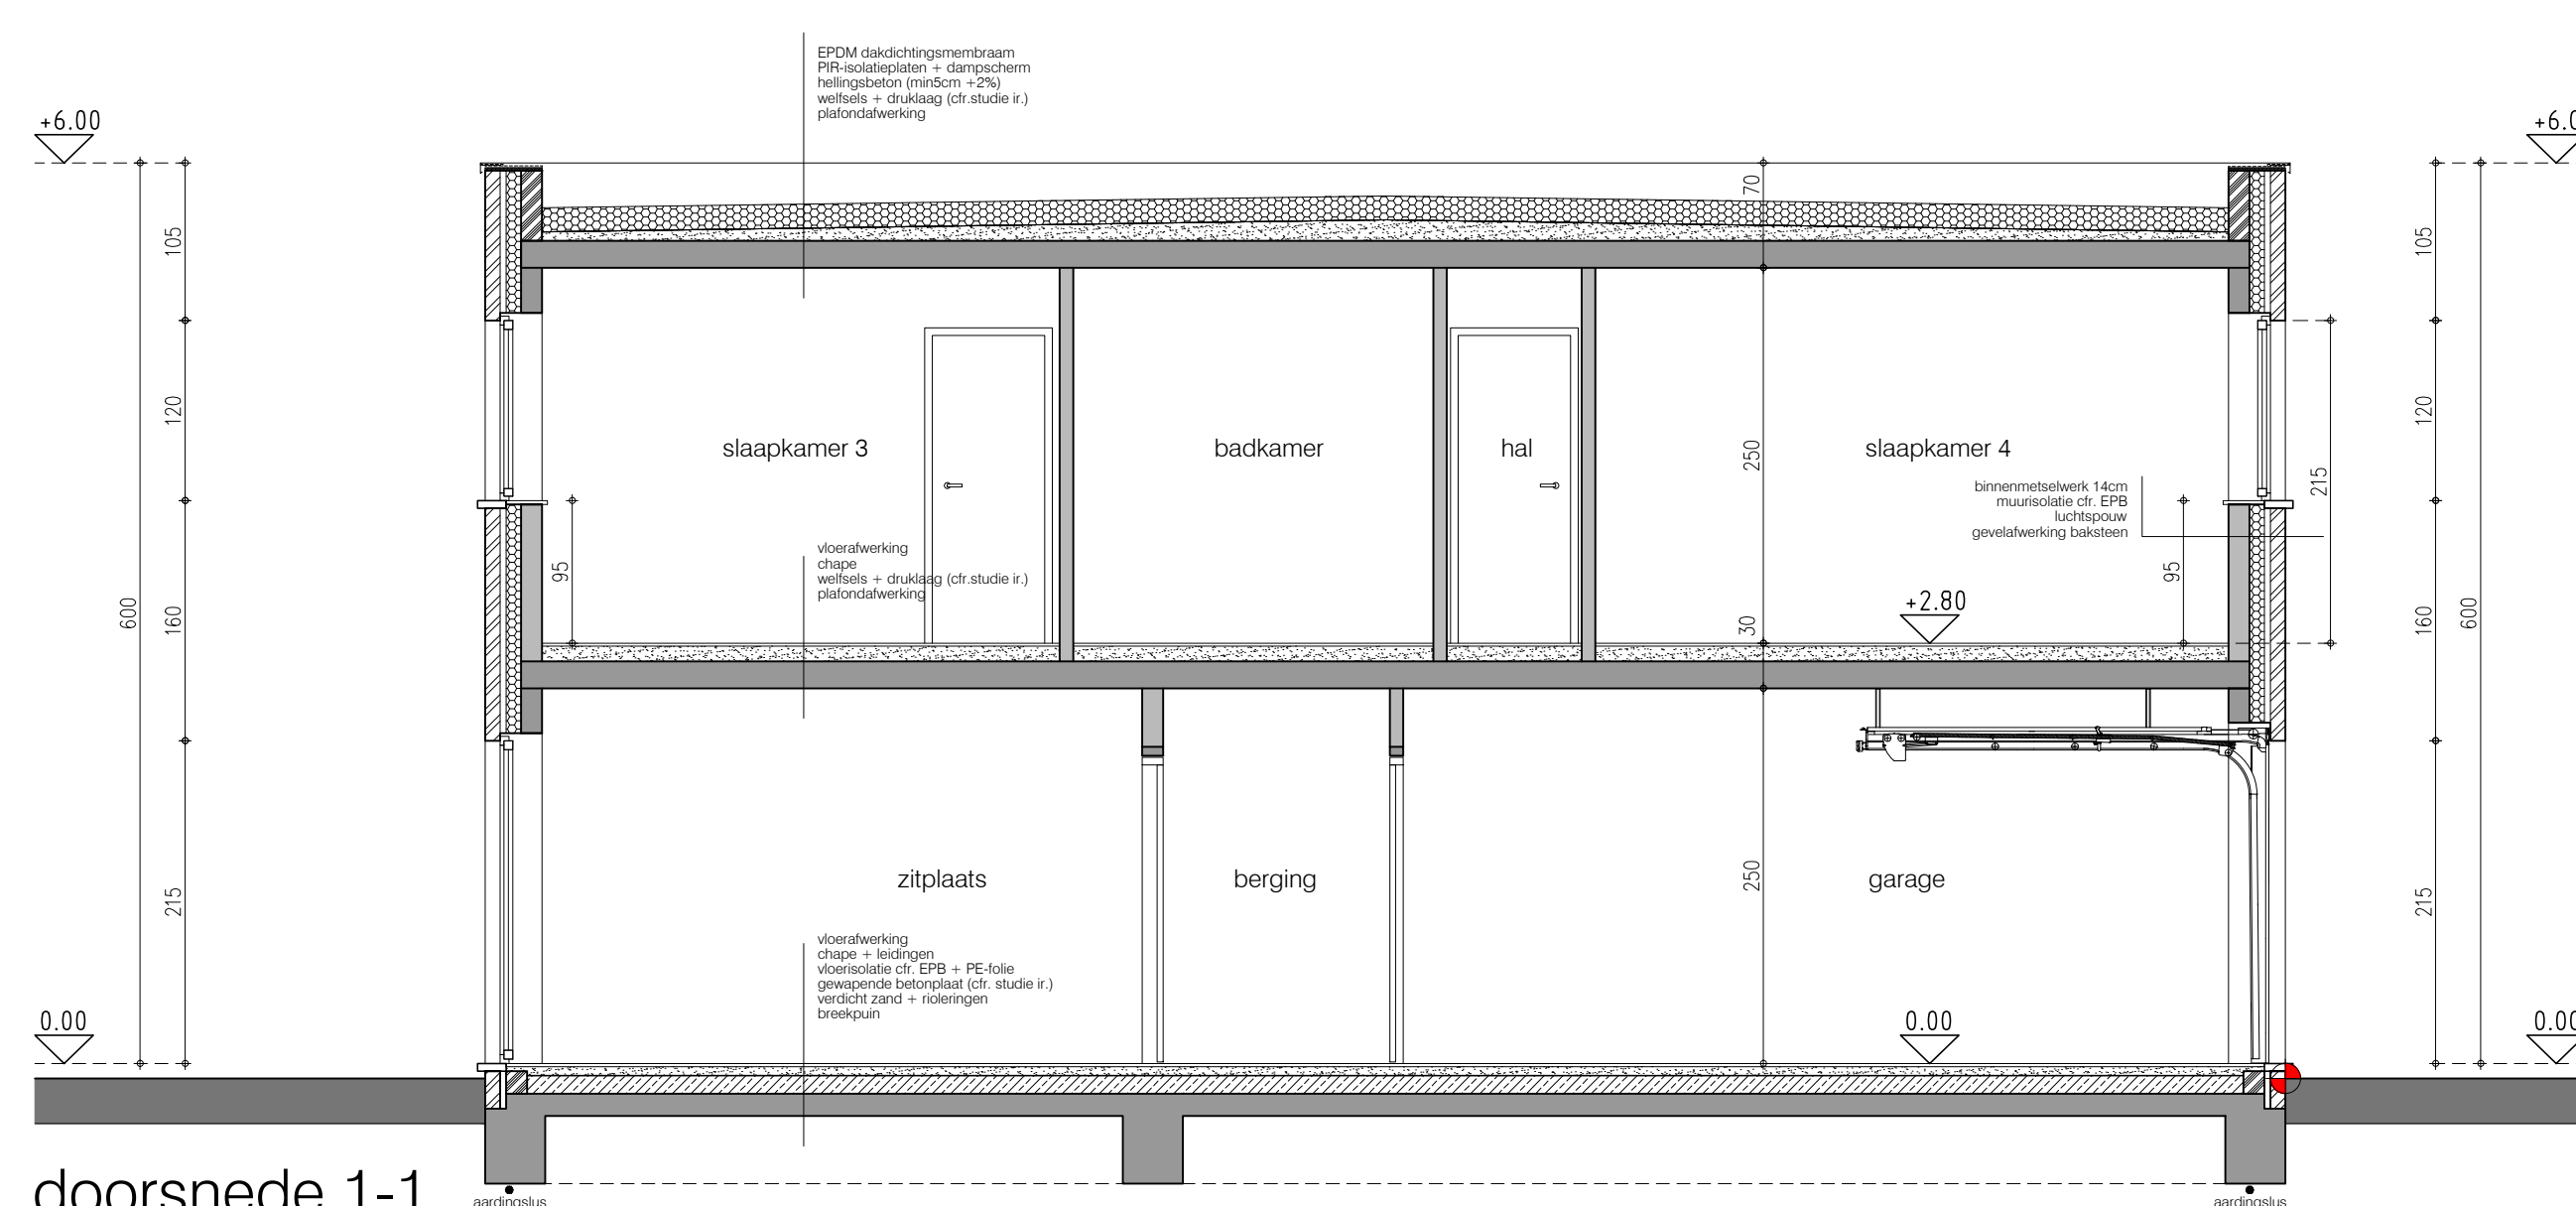 EPDM dakdichtingsmembraam
PIR-isolatieplaten + dampscherm
hellingsbeton (min5cm +2%)
welfsels + druklaag (cfr.studie ir.)
plafondafwerking
+6.00
+6.0
70
105
105
120
120
slaapkamer 3
badkamer
hal
250
slaapkamer 4
binnenmetselwerk 14cm
muurisolatie cfr. EPB
luchtspouw
gevelafwerking baksteen
215
vloerafwerking
chape
welfsels + druklaag (cfr.studie ir.)
plafondafwerking
95
95
600
160
30
+2.80
160
600
zitplaats
berging
250
garage
215
215
vloerafwerking
chape + leidingen
vloerisolatie cfr. EPB + PE-folie
gewapende betonplaat (cfr. studie ir.)
verdicht zand + rioleringen
breekpuin
0.00
0.00
0.00
doorsnede 1-1
aardingslus
aardingslus